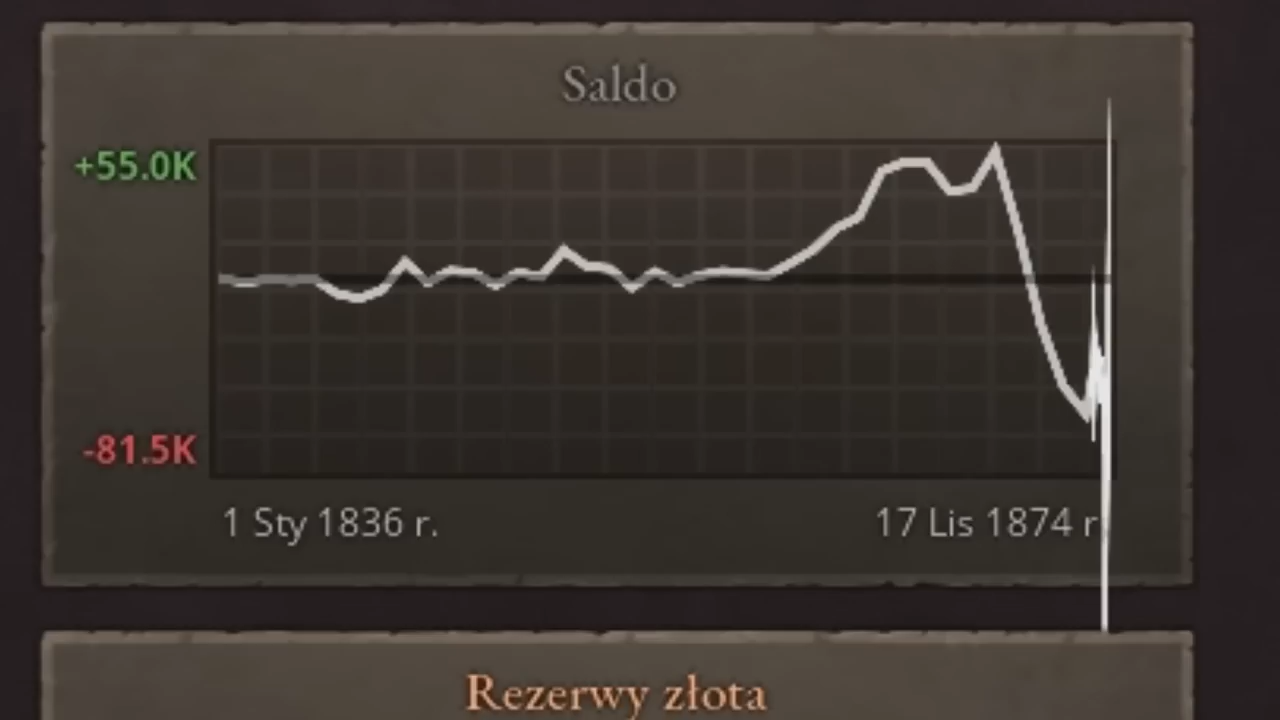 Saldo
+55.0K
-81.5K
1 Sty 1836 r.
17 Lis 1874 r.
Rezerwy złota